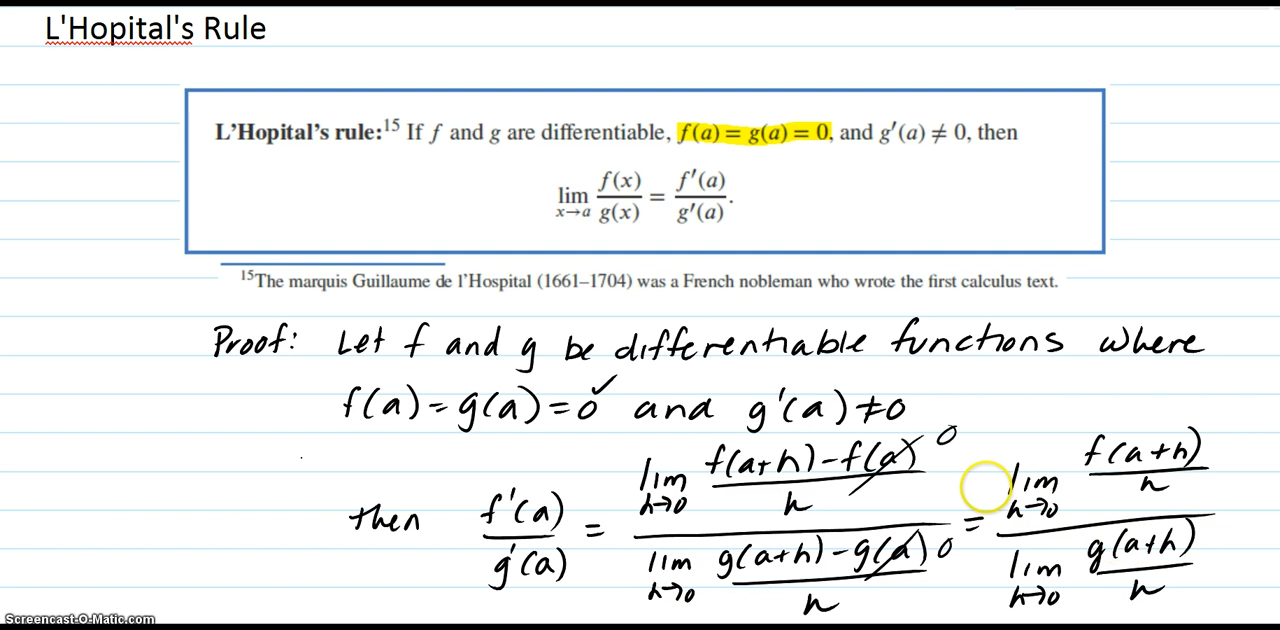 L'Hopital's Rule
L'Hopital's rule:¹⁵ If f and g are differentiable, f(a) = g(a) = 0, and g′(a) ≠ 0, then
lim x→a f(x)/g(x) = f′(a)/g′(a).
¹⁵The marquis Guillaume de l'Hospital (1661–1704) was a French nobleman who wrote the first calculus text.
Proof: Let f and g be differentiable functions where
f(a) = g(a) = 0 ✓ and g'(a) ≠ 0
then f'(a)/g'(a) = (lim h→0 (f(a+h) - f(a) 0)/h)/(lim h→0 (g(a+h) - g(a) 0)/h) = (lim h→0 f(a+h)/h)/(lim h→0 g(a+h)/h)
Screencast-O-Matic.com